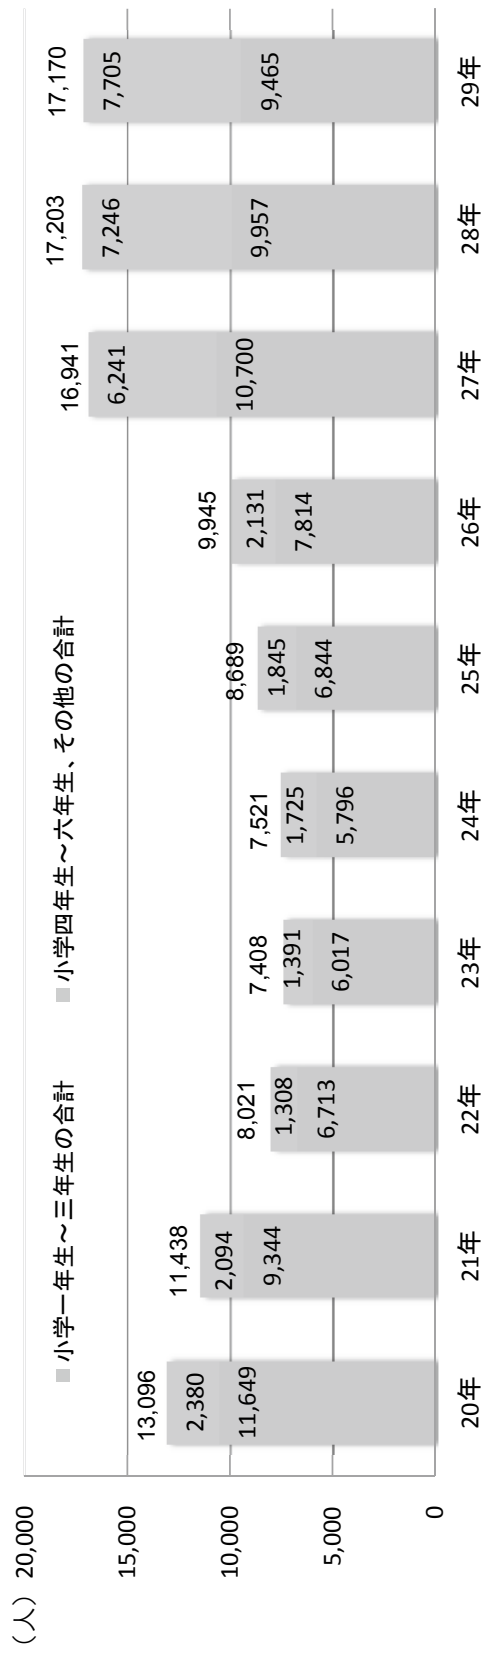 （人）
20,000
15,000
10,000
5,000
0
小学一年生～三年生の合計
小学四年生～六年生、その他の合計
13,096
2,380
11,649
20年
11,438
2,094
9,344
21年
8,021
1,308
6,713
22年
7,408
1,391
6,017
23年
7,521
1,725
5,796
24年
8,689
1,845
6,844
25年
9,945
2,131
7,814
26年
16,941
6,241
10,700
27年
17,203
7,246
9,957
28年
17,170
7,705
9,465
29年